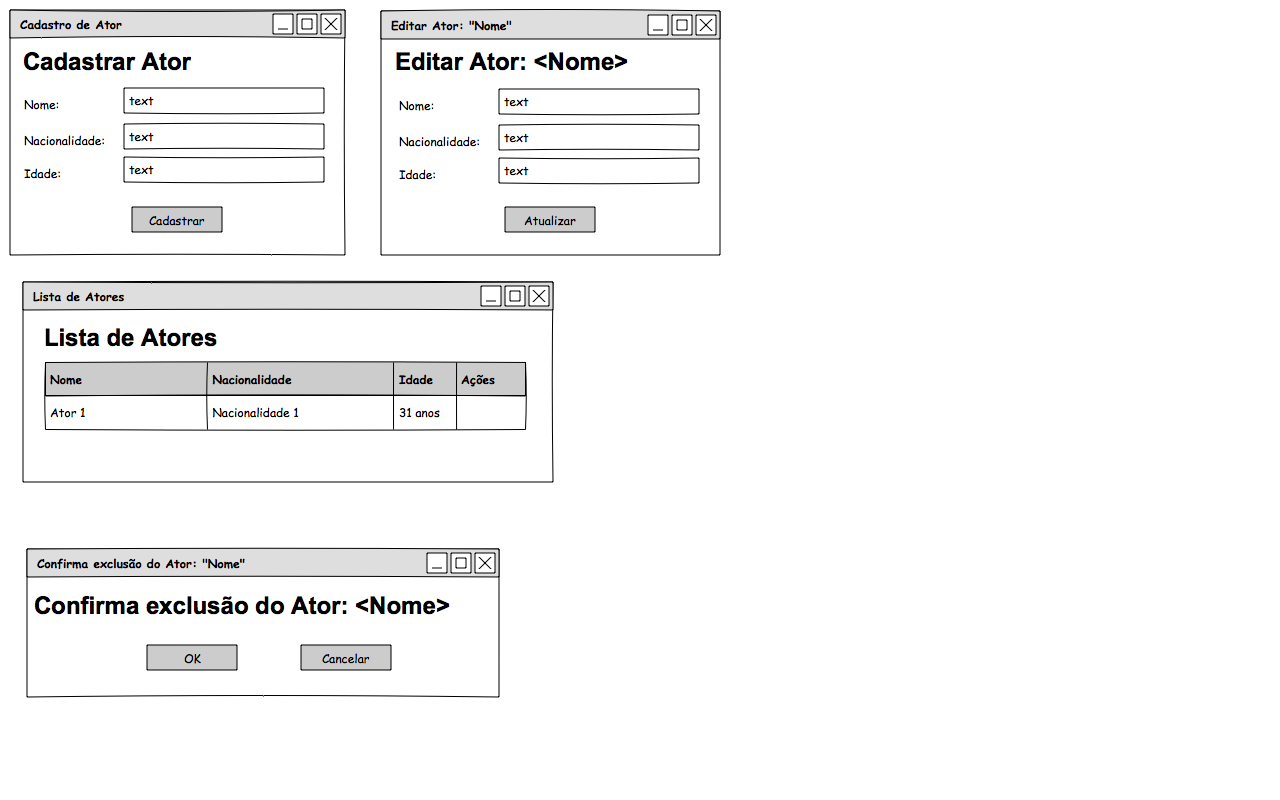 Cadastro de Ator
Cadastrar Ator
Nome: text
Nacionalidade: text
Idade: text
Cadastrar
Editar Ator: "Nome"
Editar Ator: <Nome>
Nome: text
Nacionalidade: text
Idade: text
Atualizar
Lista de Atores
Lista de Atores
Nome Nacionalidade Idade Ações
Ator 1 Nacionalidade 1 31 anos
Confirma exclusão do Ator: "Nome"
Confirma exclusão do Ator: <Nome>
OK Cancelar